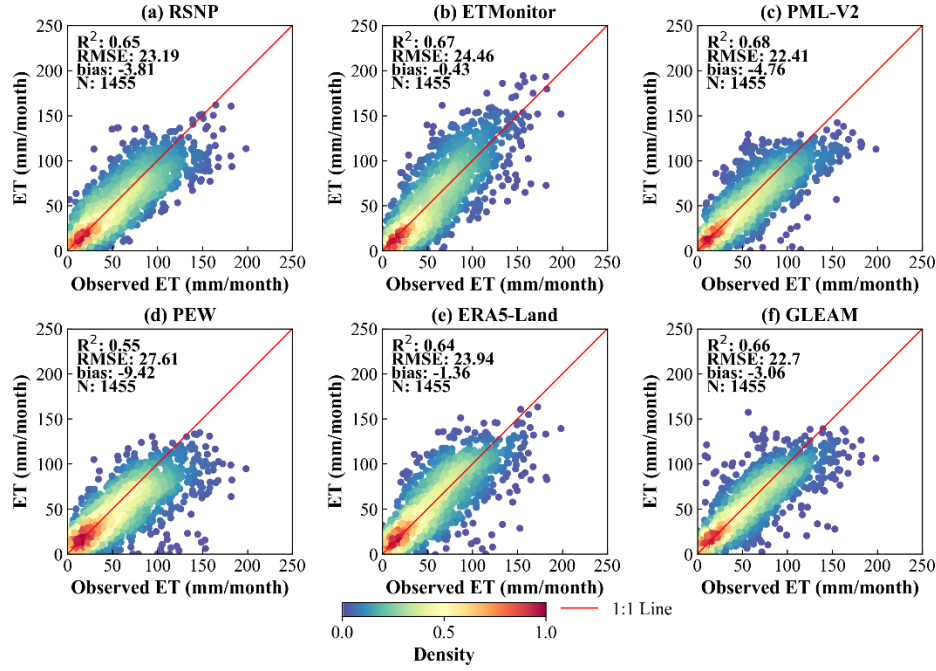 (a) RSNP
R²: 0.65
RMSE: 23.19
bias: -3.81
N: 1455
250
200
150
100
50
0
ET (mm/month)
0 50 100 150 200 250
Observed ET (mm/month)
(b) ETMonitor
R²: 0.67
RMSE: 24.46
bias: -0.43
N: 1455
250
200
150
100
50
0
ET (mm/month)
0 50 100 150 200 250
Observed ET (mm/month)
(c) PML-V2
R²: 0.68
RMSE: 22.41
bias: -4.76
N: 1455
250
200
150
100
50
0
ET (mm/month)
0 50 100 150 200 250
Observed ET (mm/month)
(d) PEW
R²: 0.55
RMSE: 27.61
bias: -9.42
N: 1455
250
200
150
100
50
0
ET (mm/month)
0 50 100 150 200 250
Observed ET (mm/month)
(e) ERA5-Land
R²: 0.64
RMSE: 23.94
bias: -1.36
N: 1455
250
200
150
100
50
0
ET (mm/month)
0 50 100 150 200 250
Observed ET (mm/month)
(f) GLEAM
R²: 0.66
RMSE: 22.7
bias: -3.06
N: 1455
250
200
150
100
50
0
ET (mm/month)
0 50 100 150 200 250
Observed ET (mm/month)
0.0 0.5 1.0
Density
1:1 Line